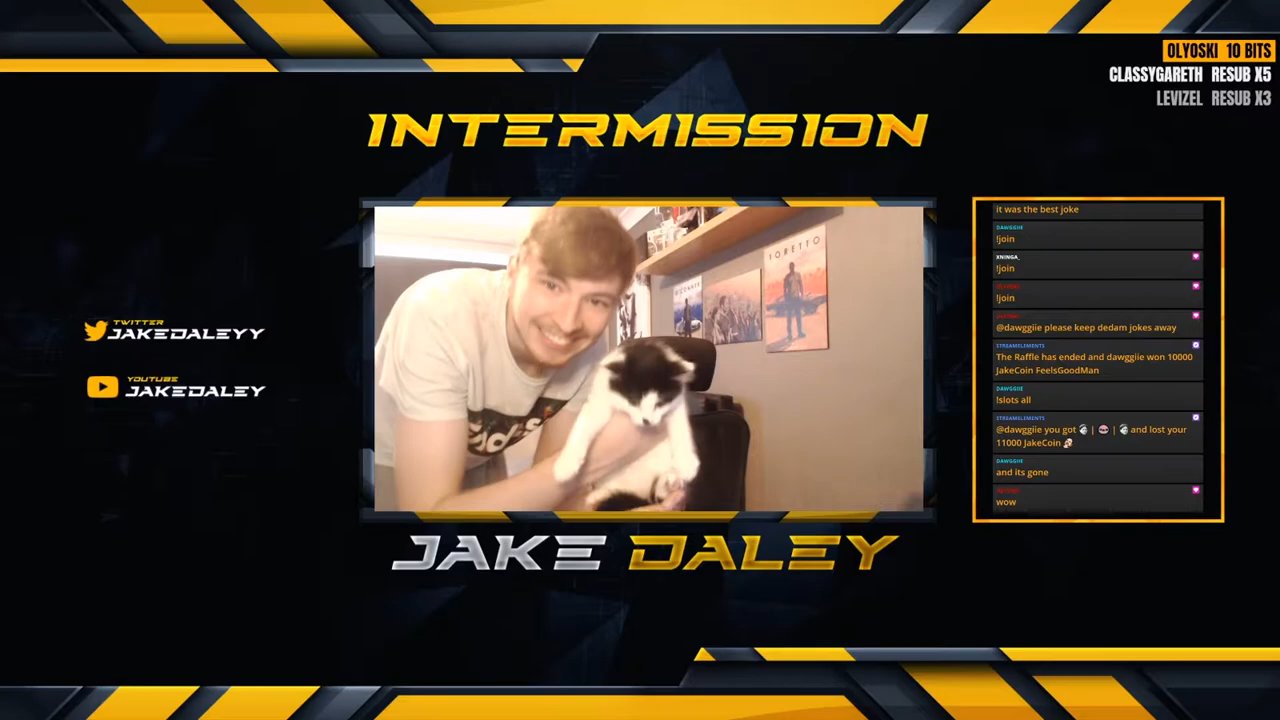 OLYOSKI 10 BITS
CLASSYGARETH RESUB X5
LEVIZEL RESUB X3
INTERMISSION
TWITTER
JAKEDALEYY
YOUTUBE
JAKEDALEY
TORETTO
O'CONNER
adidas
it was the best joke
DAWGGIIE
!join
XNINGA_
!join
!join
@dawggiie please keep dedam jokes away
STREAMELEMENTS
The Raffle has ended and dawggiie won 10000
JakeCoin FeelsGoodMan
DAWGGIIE
!slots all
STREAMELEMENTS
@dawggiie you got | | and lost your
11000 JakeCoin
DAWGGIIE
and its gone
wow
JAKE DALEY